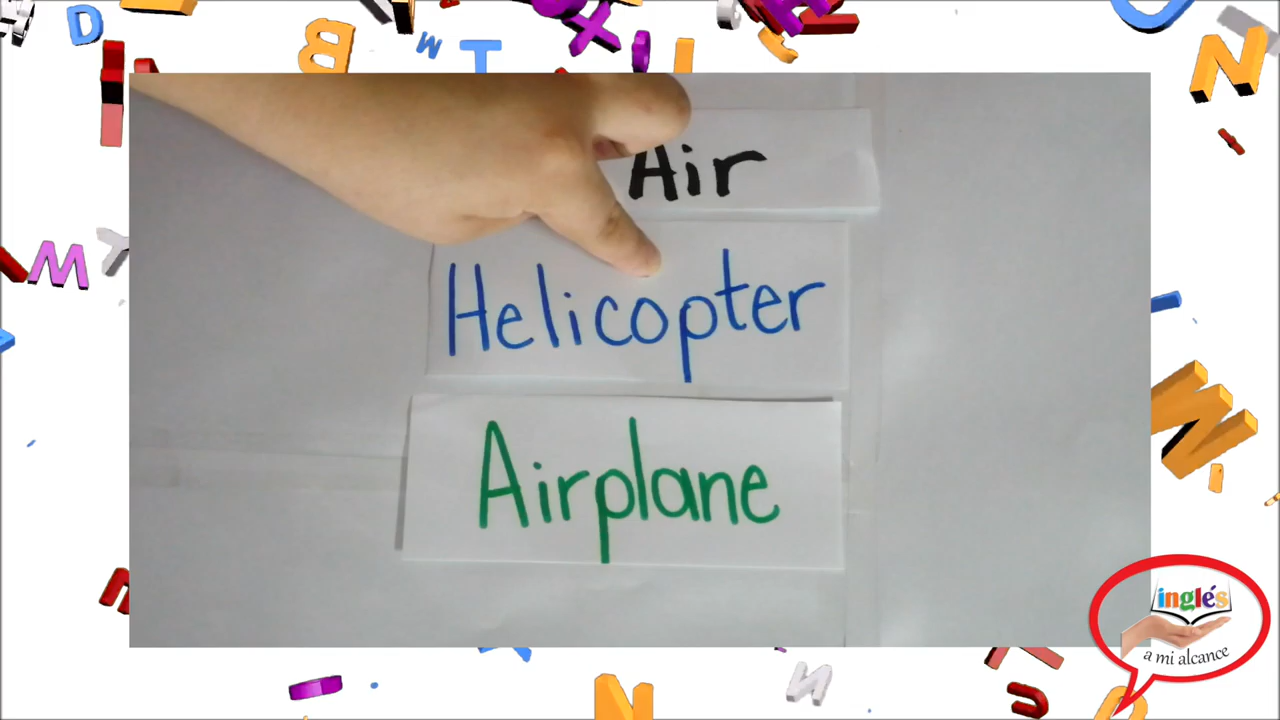 Air
Helicopter
Airplane
inglés
a mi alcance